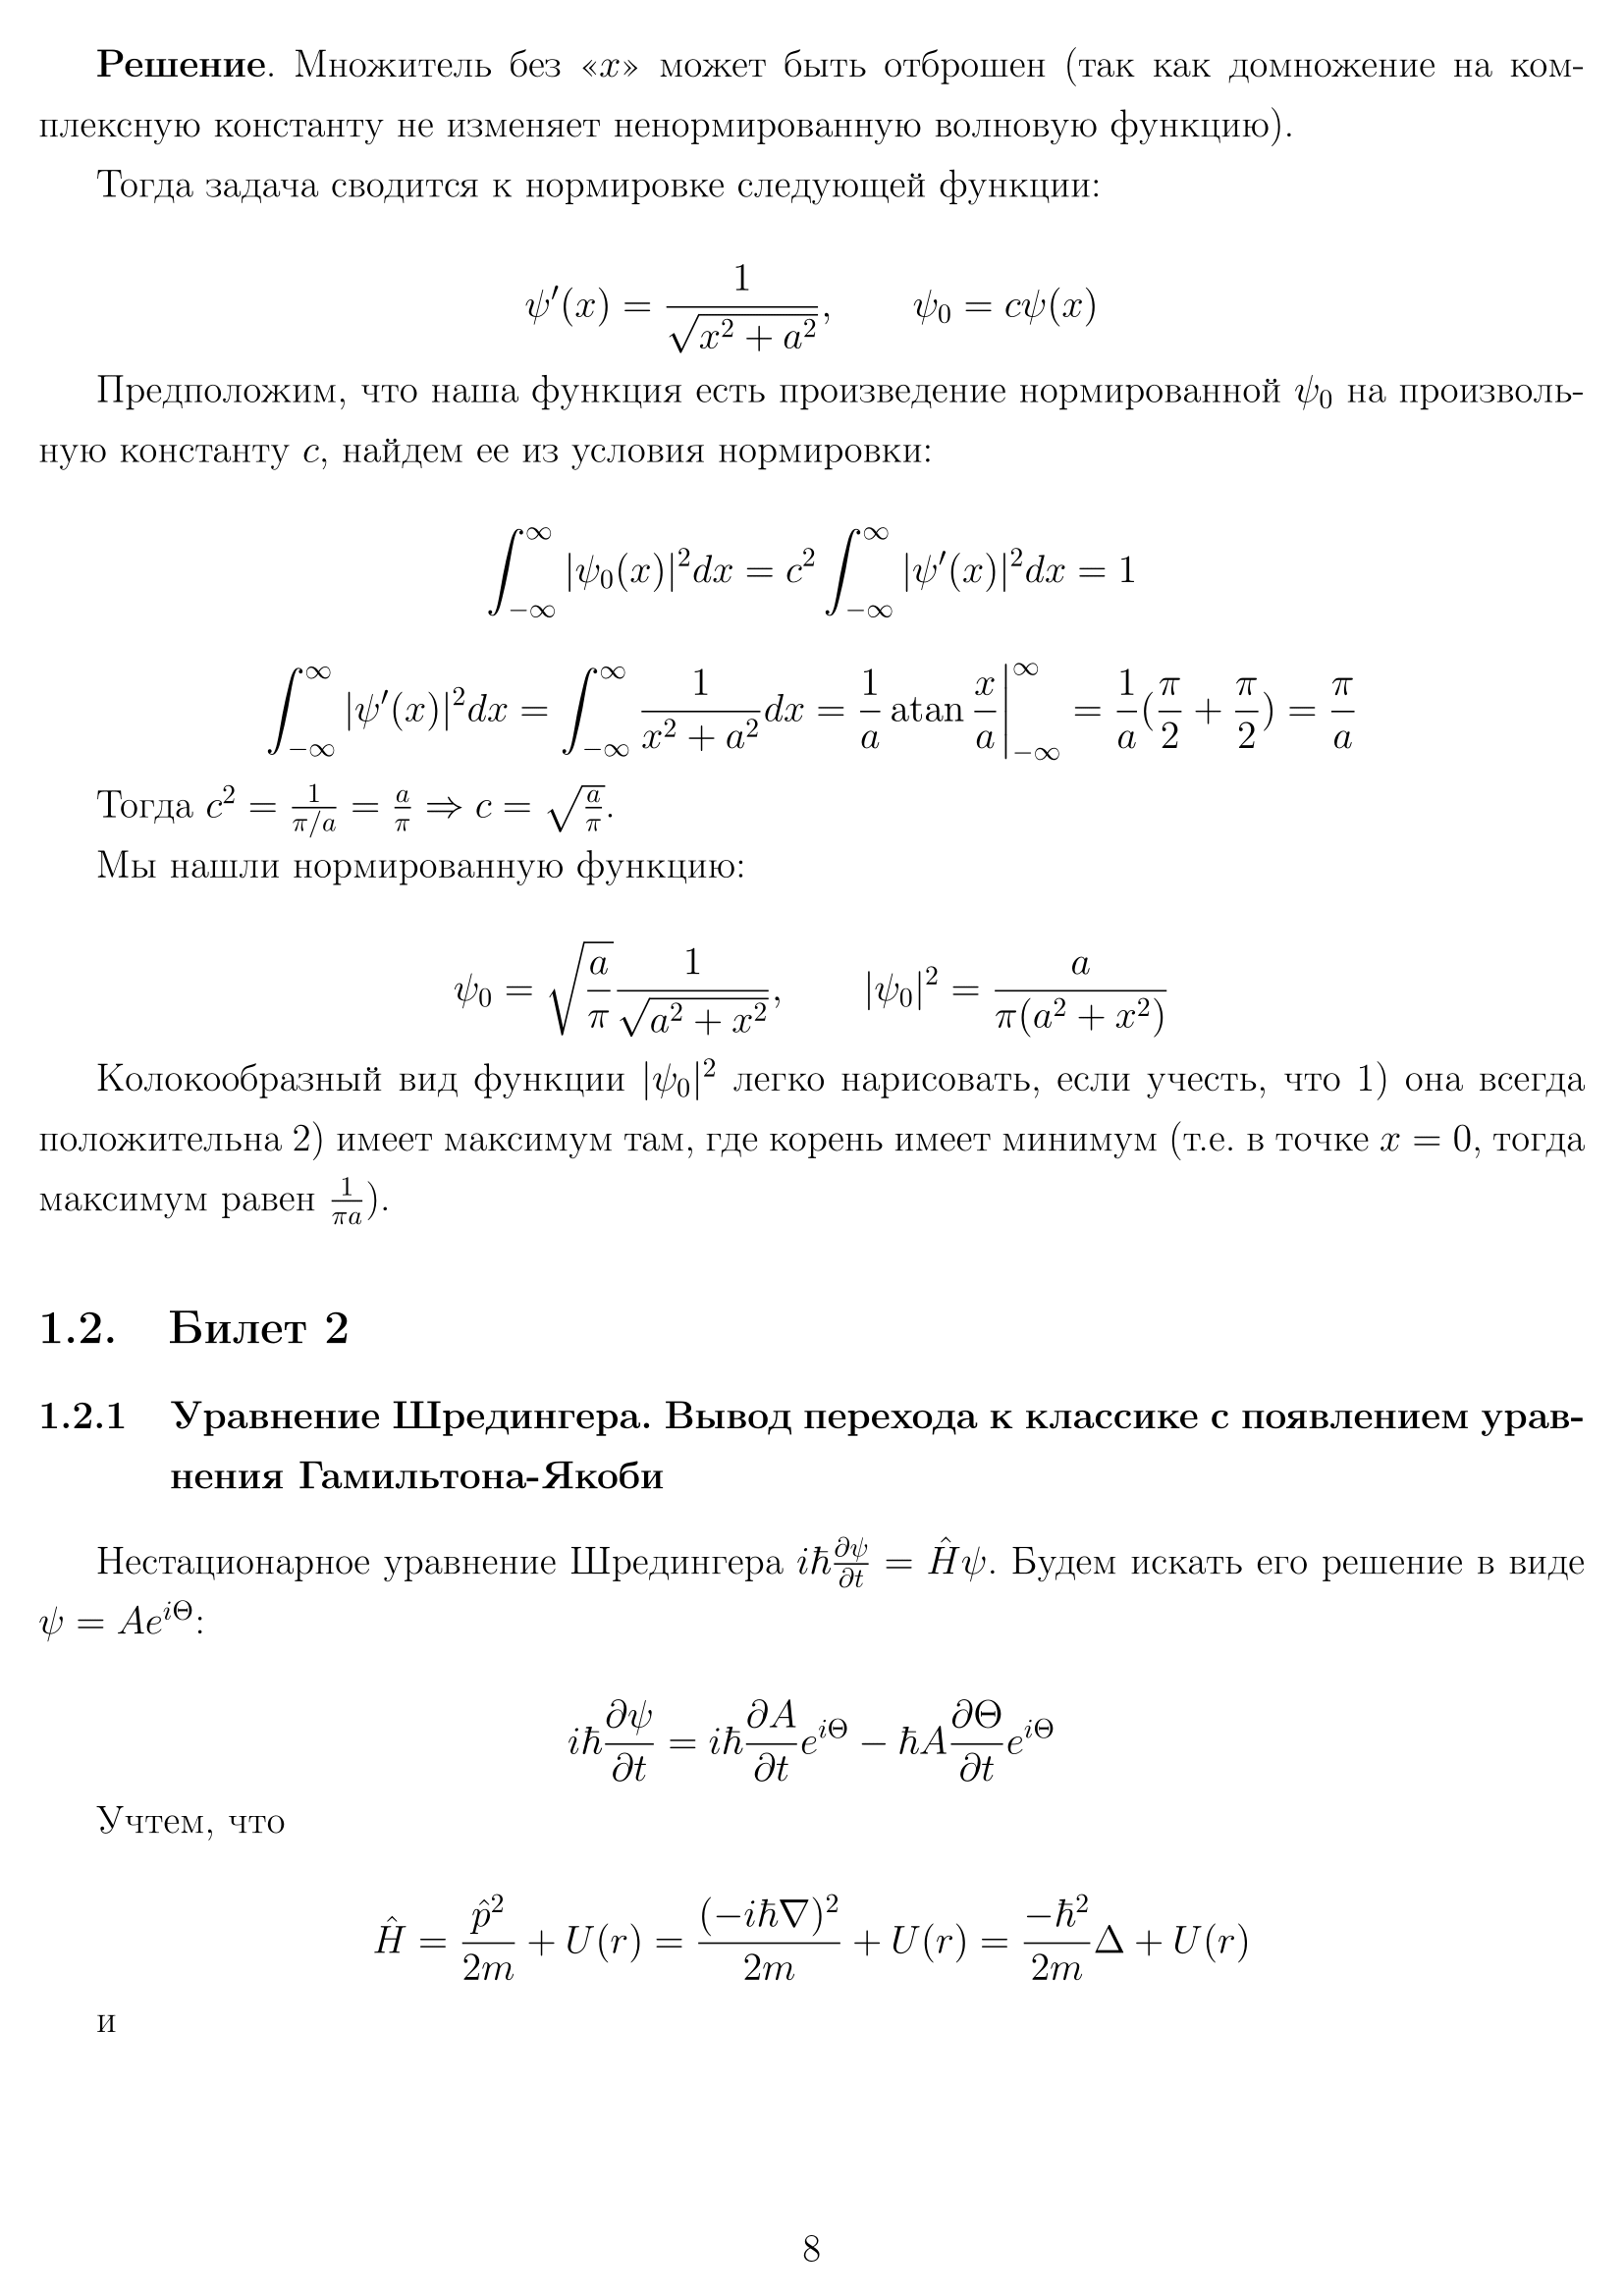 Решение. Множитель без «x» может быть отброшен (так как домножение на ком-
плексную константу не изменяет ненормированную волновую функцию).
Тогда задача сводится к нормировке следующей функции:
$\psi'(x) = \frac{1}{\sqrt{x^2 + a^2}}, \qquad \psi_0 = c\psi(x)$
Предположим, что наша функция есть произведение нормированной $\psi_0$ на произволь-
ную константу $c$, найдем ее из условия нормировки:
$\int_{-\infty}^{\infty} |\psi_0(x)|^2 dx = c^2 \int_{-\infty}^{\infty} |\psi'(x)|^2 dx = 1$
$\int_{-\infty}^{\infty} |\psi'(x)|^2 dx = \int_{-\infty}^{\infty} \frac{1}{x^2 + a^2} dx = \frac{1}{a} \operatorname{atan} \frac{x}{a} \Big|_{-\infty}^{\infty} = \frac{1}{a} (\frac{\pi}{2} + \frac{\pi}{2}) = \frac{\pi}{a}$
Тогда $c^2 = \frac{1}{\pi/a} = \frac{a}{\pi} \Rightarrow c = \sqrt{\frac{a}{\pi}}$.
Мы нашли нормированную функцию:
$\psi_0 = \sqrt{\frac{a}{\pi}} \frac{1}{\sqrt{a^2 + x^2}}, \qquad |\psi_0|^2 = \frac{a}{\pi(a^2 + x^2)}$
Колокообразный вид функции $|\psi_0|^2$ легко нарисовать, если учесть, что 1) она всегда
положительна 2) имеет максимум там, где корень имеет минимум (т.е. в точке $x = 0$, тогда
максимум равен $\frac{1}{\pi a}$).
1.2. Билет 2
1.2.1 Уравнение Шредингера. Вывод перехода к классике с появлением урав-
нения Гамильтона-Якоби
Нестационарное уравнение Шредингера $i\hbar \frac{\partial \psi}{\partial t} = \hat{H}\psi$. Будем искать его решение в виде
$\psi = Ae^{i\Theta}$:
$i\hbar \frac{\partial \psi}{\partial t} = i\hbar \frac{\partial A}{\partial t} e^{i\Theta} - \hbar A \frac{\partial \Theta}{\partial t} e^{i\Theta}$
Учтем, что
$\hat{H} = \frac{\hat{p}^2}{2m} + U(r) = \frac{(-i\hbar\nabla)^2}{2m} + U(r) = \frac{-\hbar^2}{2m} \Delta + U(r)$
и
8